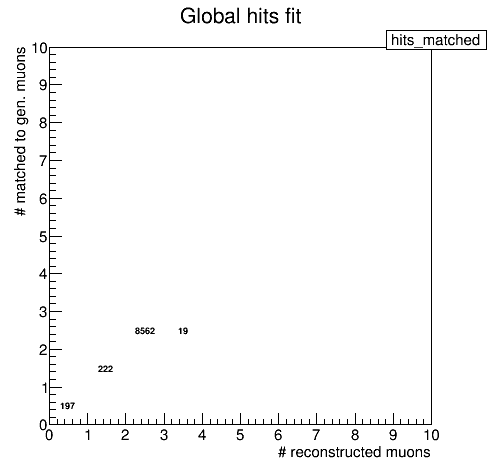 Global hits fit
hits_matched
# matched to gen. muons
10
9
8
7
6
5
4
3
2
1
0
8562 19
222
197
0 1 2 3 4 5 6 7 8 9 10
# reconstructed muons